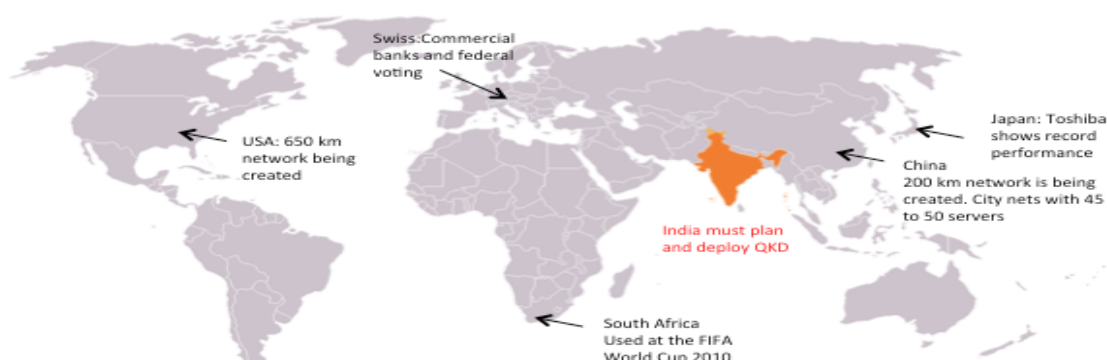 Swiss:Commercial
banks and federal
voting
USA: 650 km
network being
created
Japan: Toshiba
shows record
performance
China
200 km network is being
created. City nets with 45
to 50 servers
India must plan
and deploy QKD
South Africa
Used at the FIFA
World Cup 2010